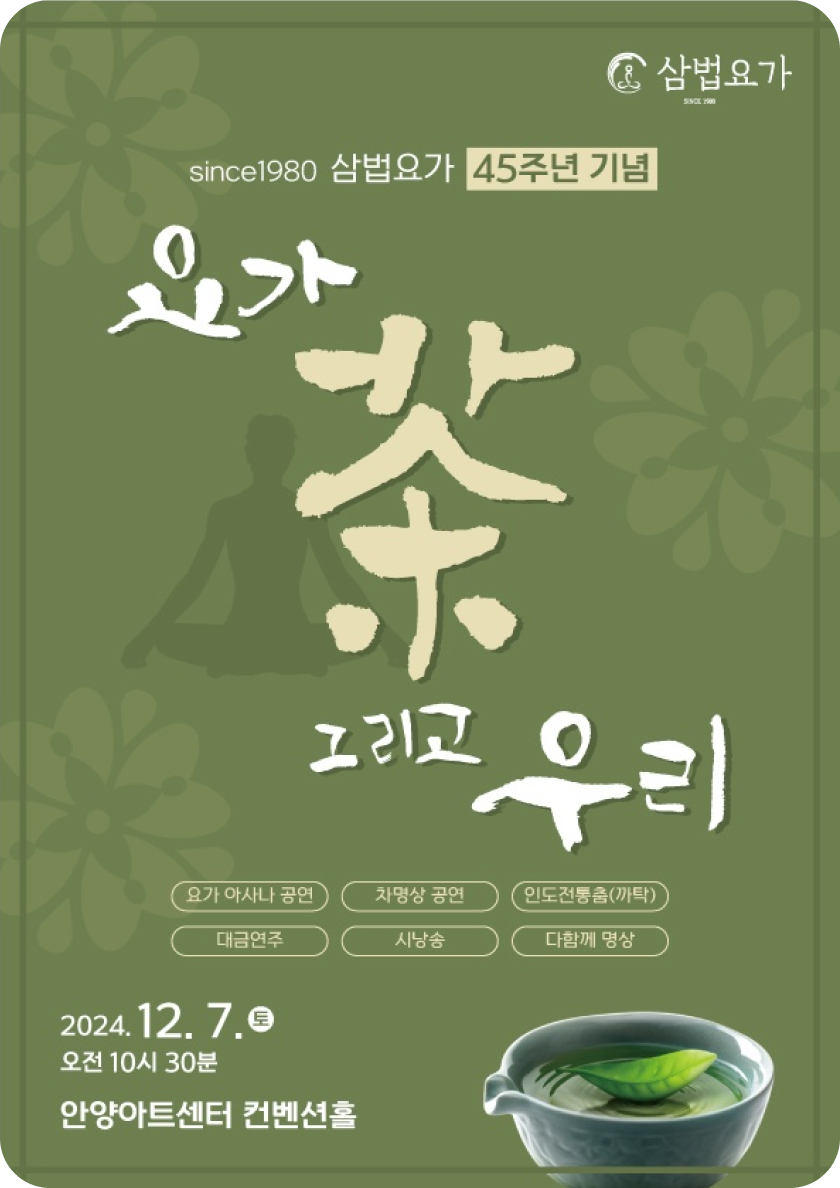 삼법요가
SINCE 1980
since1980 삼법요가 45주년 기념
요가
茶
그리고 우리
요가 아사나 공연 차명상 공연 인도전통춤(까탁)
대금연주 시낭송 다함께 명상
2024. 12. 7. 토
오전 10시 30분
안양아트센터 컨벤션홀